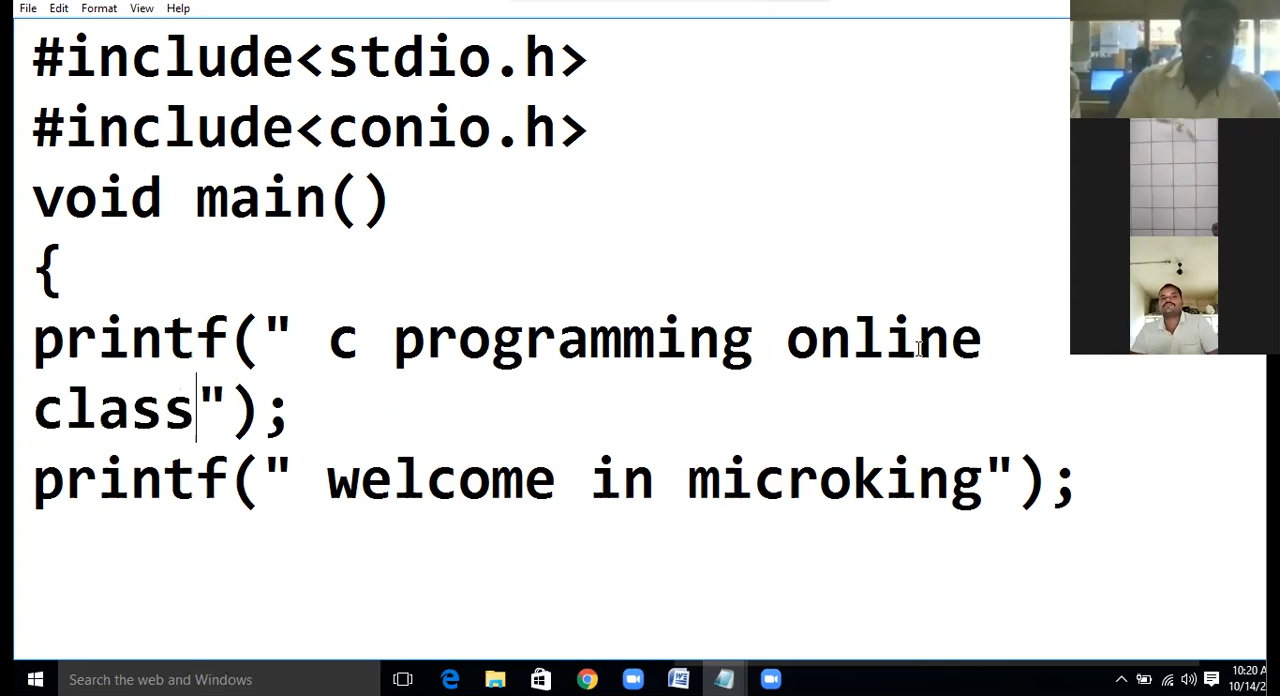 File Edit Format View Help
#include<stdio.h>
#include<conio.h>
void main()
{
printf(" c programming online
class");
printf(" welcome in microking");
Search the web and Windows
10:20 A
10/14/2